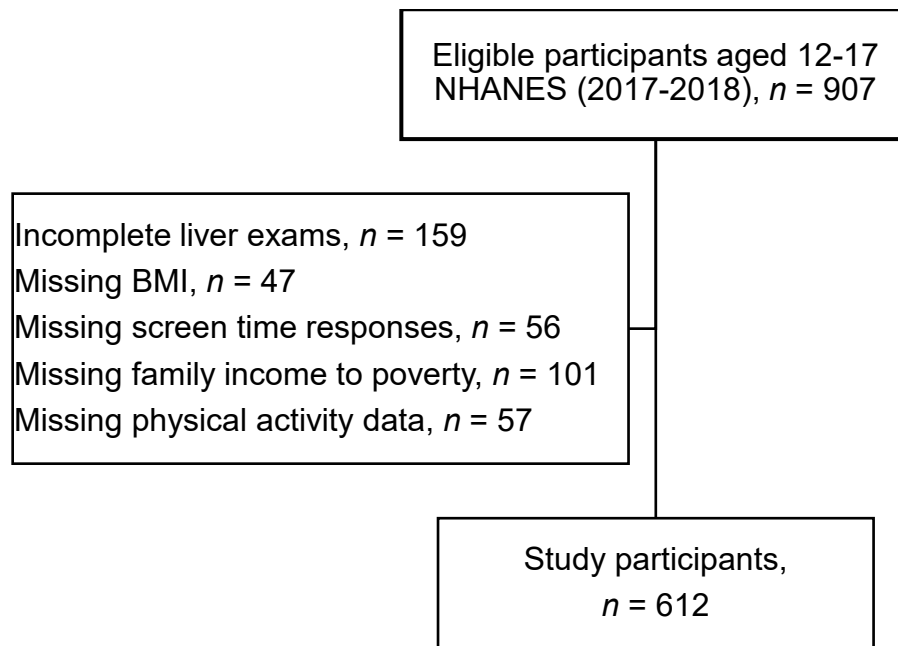 Eligible participants aged 12-17
NHANES (2017-2018), n = 907
Incomplete liver exams, n = 159
Missing BMI, n = 47
Missing screen time responses, n = 56
Missing family income to poverty, n = 101
Missing physical activity data, n = 57
Study participants,
n = 612